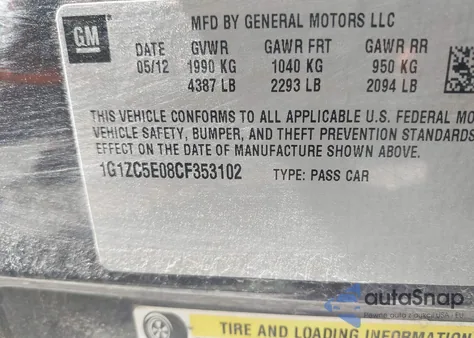 GM
MFD BY GENERAL MOTORS LLC
DATE GVWR GAWR FRT GAWR RR
05/12 1990 KG 1040 KG 950 KG
4387 LB 2293 LB 2094 LB
THIS VEHICLE CONFORMS TO ALL APPLICABLE U.S. FEDERAL MO
VEHICLE SAFETY, BUMPER, AND THEFT PREVENTION STANDARDS
EFFECT ON THE DATE OF MANUFACTURE SHOWN ABOVE.
1G1ZC5E08CF353102 TYPE: PASS CAR
autoSnap
TIRE AND LOADING INFORMATION